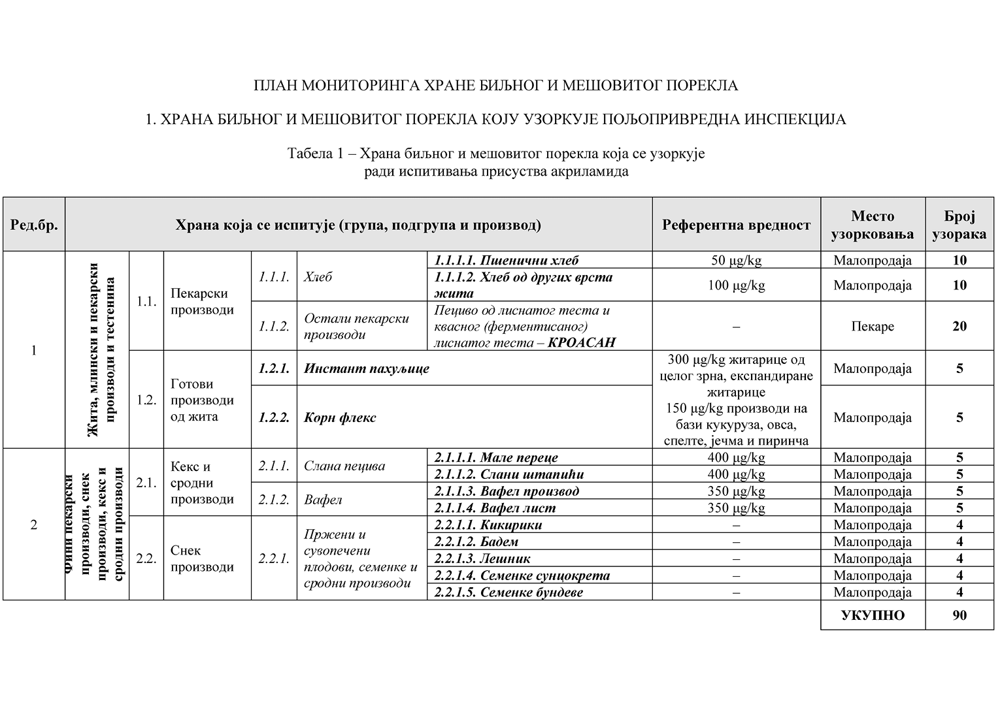 ПЛАН МОНИТОРИНГА ХРАНЕ БИЉНОГ И МЕШОВИТОГ ПОРЕКЛА
1. ХРАНА БИЉНОГ И МЕШОВИТОГ ПОРЕКЛА КОЈУ УЗОРКУЈЕ ПОЉОПРИВРЕДНА ИНСПЕКЦИЈА
Табела 1 – Храна биљног и мешовитог порекла која се узоркује
ради испитивања присуства акриламида
Ред.бр.
Храна која се испитује (група, подгрупа и производ)
Референтна вредност
Место
узорковања
Број
узорака
1
Жита, млински и пекарски
производи и тестенина
1.1.
Пекарски
производи
1.1.1.
Хлеб
1.1.1.1. Пшенични хлеб
50 μg/kg
Малопродаја
10
1.1.1.2. Хлеб од других врста
жита
100 μg/kg
Малопродаја
10
1.1.2.
Остали пекарски
производи
Пециво од лиснатог теста и
квасног (ферментисаног)
лиснатог теста – КРОАСАН
–
Пекаре
20
1.2.
Готови
производи
од жита
1.2.1.
Инстант пахуљице
300 μg/kg житарице од
целог зрна, експандиране
житарице
150 μg/kg производи на
бази кукуруза, овса,
спелте, јечма и пиринча
Малопродаја
5
1.2.2.
Корн флекс
Малопродаја
5
2
Фини пекарски
производи, снек
производи, кекс и
сродни производи
2.1.
Кекс и
сродни
производи
2.1.1.
Слана пецива
2.1.1.1. Мале переце
400 μg/kg
Малопродаја
5
2.1.1.2. Слани штапићи
400 μg/kg
Малопродаја
5
2.1.2.
Вафел
2.1.1.3. Вафел производ
350 μg/kg
Малопродаја
5
2.1.1.4. Вафел лист
350 μg/kg
Малопродаја
5
2.2.
Снек
производи
2.2.1.
Пржени и
сувопечени
плодови, семенке и
сродни производи
2.2.1.1. Кикирики
–
Малопродаја
4
2.2.1.2. Бадем
–
Малопродаја
4
2.2.1.3. Лешник
–
Малопродаја
4
2.2.1.4. Семенке сунцокрета
–
Малопродаја
4
2.2.1.5. Семенке бундеве
–
Малопродаја
4
УКУПНО
90